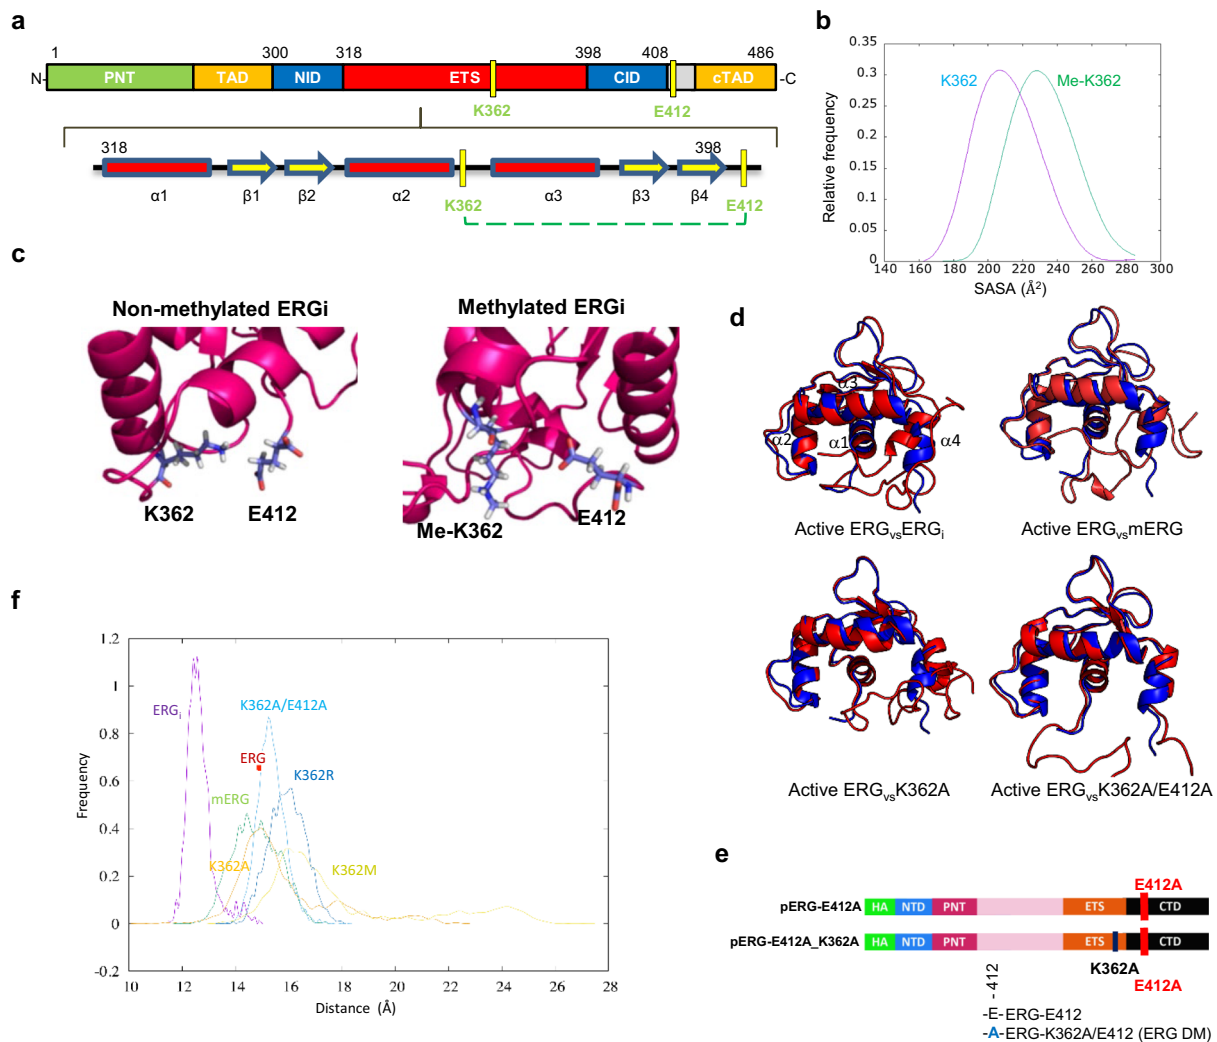 a
1 300 318 398 408 486
N- PNT TAD NID ETS CID cTAD -C
K362 E412
318 398
α1 β1 β2 α2 α3 β3 β4
K362 E412
b
0.35
0.3
0.25
0.2
0.15
0.1
0.05
0
K362 Me-K362
Relative frequency
140 160 180 200 220 240 260 280 300
SASA (Å²)
c
Non-methylated ERGi Methylated ERGi
K362 E412
Me-K362 E412
d
α3
α2 α1 α4
Active ERGvsERGi Active ERGvsmERG
Active ERGvsK362A Active ERGvsK362A/E412A
e
E412A
pERG-E412A HA NTD PNT ETS CTD
pERG-E412A_K362A HA NTD PNT ETS CTD
K362A
E412A
-E-412
-E-ERG-E412
-A-ERG-K362A/E412 (ERG DM)
f
1.2
1
0.8
0.6
0.4
0.2
0
-0.2
Frequency
ERGi
K362A/E412A
ERG
K362R
mERG
K362A
K362M
10 12 14 16 18 20 22 24 26 28
Distance (Å)